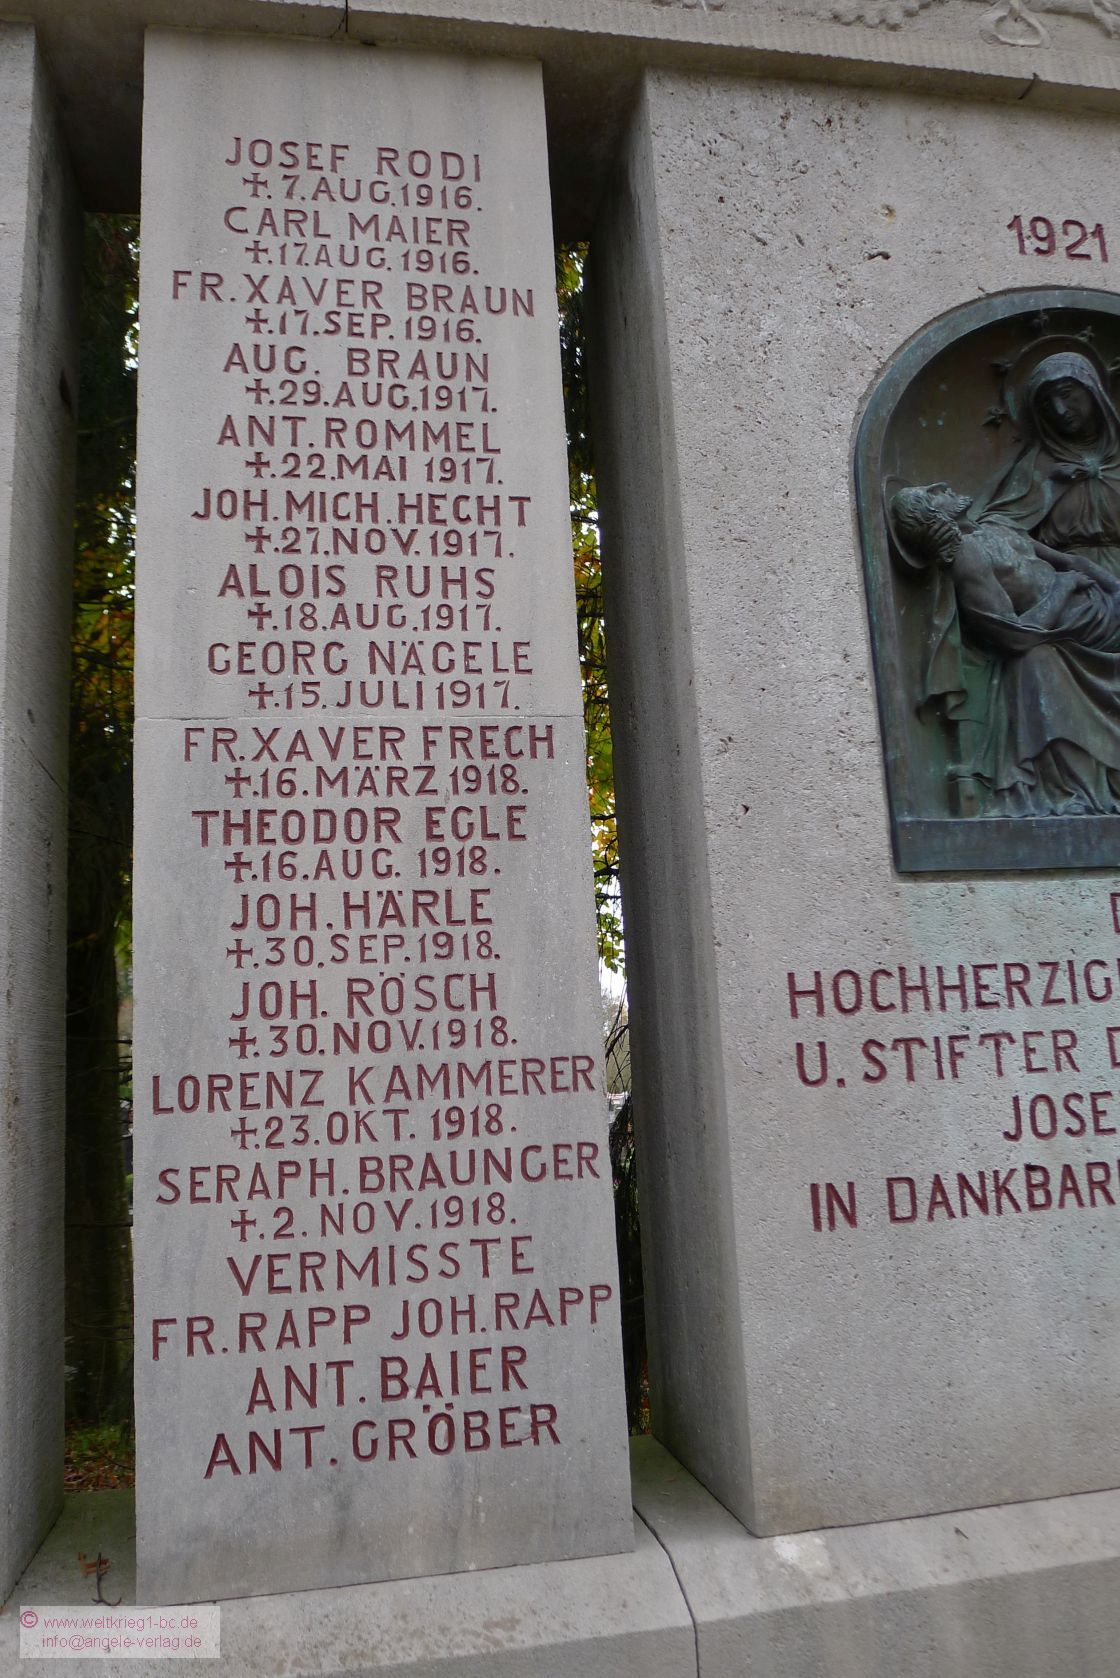 JOSEF RODI
✝.7.AUG.1916.
CARL MAIER
✝.17.AUG.1916.
FR.XAVER BRAUN
✝.17.SEP.1916.
AUG. BRAUN
✝.29.AUG.1917.
ANT.ROMMEL
✝.22.MAI 1917.
JOH.MICH.HECHT
✝.27.NOV.1917.
ALOIS RUHS
✝.18.AUG.1917.
GEORG NÄGELE
✝.15.JULI 1917.
FR.XAVER FRECH
✝.16.MÄRZ 1918.
THEODOR EGLE
✝.16.AUG.1918.
JOH.HÄRLE
✝.30.SEP.1918.
JOH.RÖSCH
✝.30.NOV.1918.
LORENZ KAMMERER
✝.23.OKT.1918.
SERAPH.BRAUNGER
✝.2.NOV.1918.
VERMISSTE
FR.RAPP JOH.RAPP
ANT.BAIER
ANT.GRÖBER
1921
HOCHHERZIG
U.STIFTER
JOSE
IN DANKBAR
© www.weltkrieg1-bc.de
info@angele-verlag.de